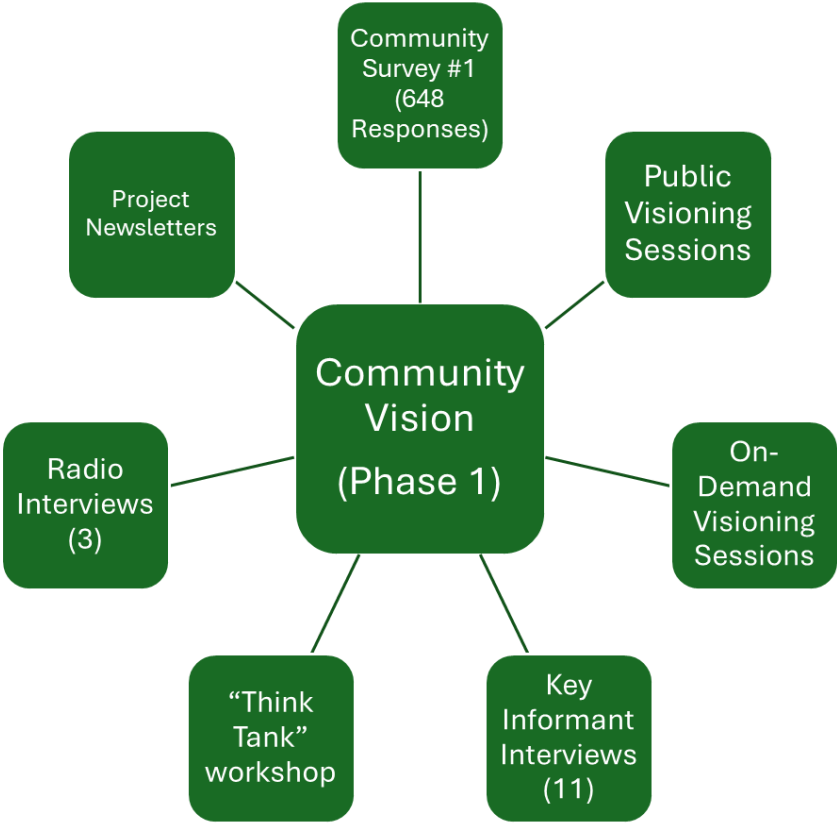 Community
Survey #1
(648
Responses)
Project
Newsletters
Public
Visioning
Sessions
Community
Vision
(Phase 1)
Radio
Interviews
(3)
On-
Demand
Visioning
Sessions
“Think
Tank”
workshop
Key
Informant
Interviews
(11)